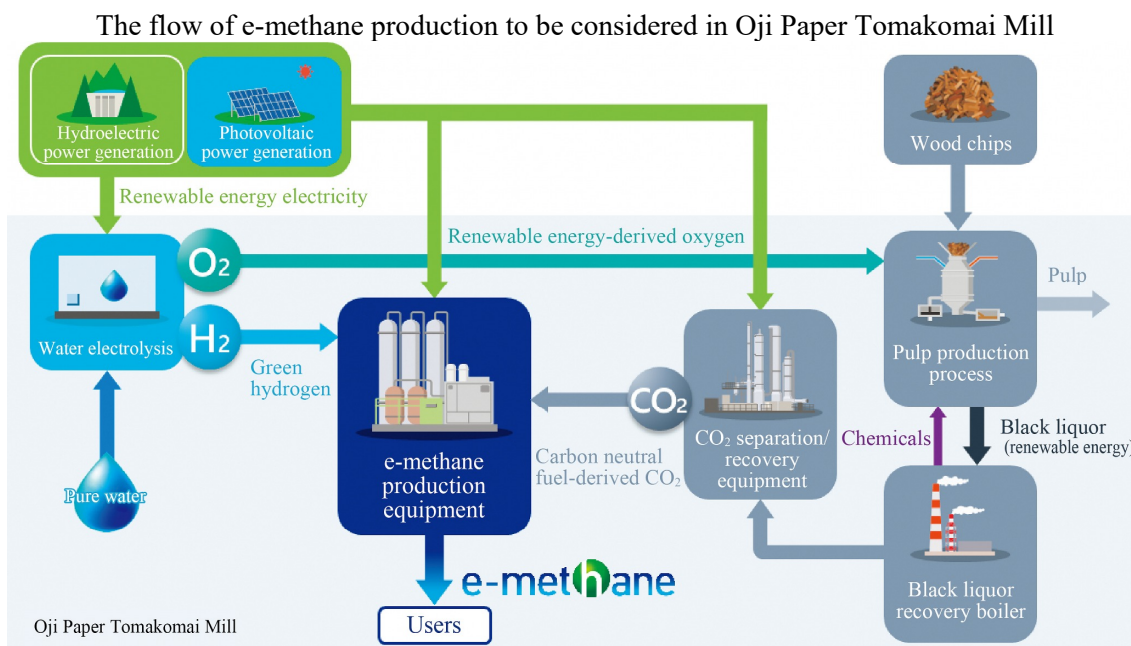 The flow of e-methane production to be considered in Oji Paper Tomakomai Mill
Hydroelectric
power generation
Photovoltaic
power generation
Wood chips
Renewable energy electricity
Renewable energy-derived oxygen
O2
H2
Water electrolysis
Green
hydrogen
Pulp production
process
Pulp
CO2
Carbon neutral
fuel-derived CO2
CO2 separation/
recovery
equipment
e-methane
production
equipment
Chemicals
Black liquor
(renewable energy)
Pure water
Black liquor
recovery boiler
e-methane
Users
Oji Paper Tomakomai Mill